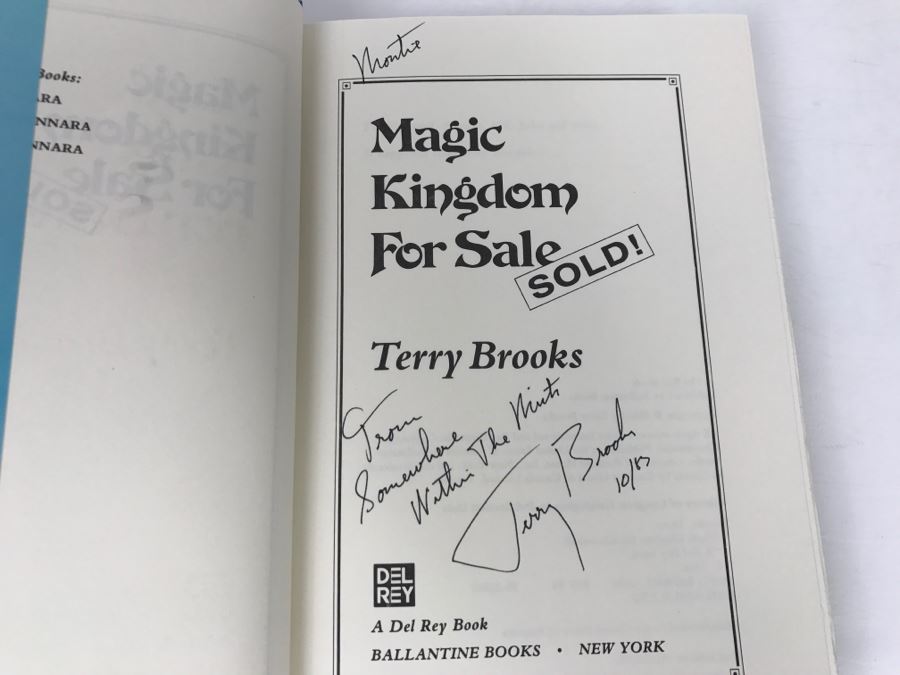 Books:
ARA
NNARA
NNARA
Montie
Magic
Kingdom
For Sale
SOLD!
Terry Brooks
From
Somewhere
Within The Mists
Terry Brooks
10/87
DEL
REY
A Del Rey Book
BALLANTINE BOOKS • NEW YORK